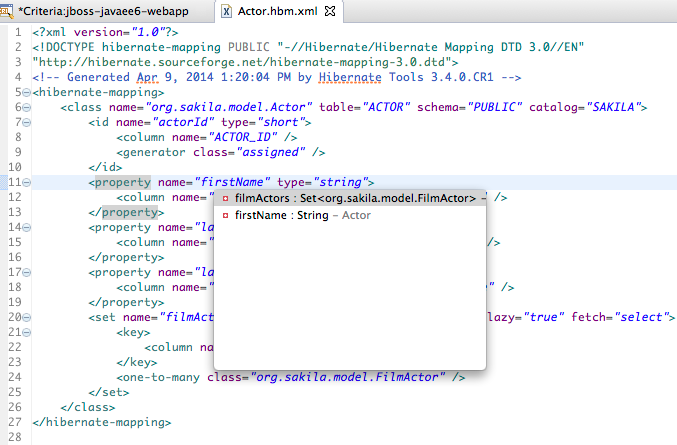 *Criteria:jboss-javaee6-webapp Actor.hbm.xml
1 <?xml version="1.0"?>
2 <!DOCTYPE hibernate-mapping PUBLIC "-//Hibernate/Hibernate Mapping DTD 3.0//EN"
3 "http://hibernate.sourceforge.net/hibernate-mapping-3.0.dtd">
4 <!-- Generated Apr 9, 2014 1:20:04 PM by Hibernate Tools 3.4.0.CR1 -->
5 <hibernate-mapping>
6 <class name="org.sakila.model.Actor" table="ACTOR" schema="PUBLIC" catalog="SAKILA">
7 <id name="actorId" type="short">
8 <column name="ACTOR_ID" />
9 <generator class="assigned" />
10 </id>
11 <property name="firstName" type="string">
12 <column name=" />
filmActors : Set<org.sakila.model.FilmActor> –
firstName : String – Actor
13 </property>
14 <property name="la
15 <column name=" />
16 </property>
17 <property name="la
18 <column name=" />
19 </property>
20 <set name="filmAct lazy="true" fetch="select">
21 <key>
22 <column na
23 </key>
24 <one-to-many class="org.sakila.model.FilmActor" />
25 </set>
26 </class>
27 </hibernate-mapping>
28